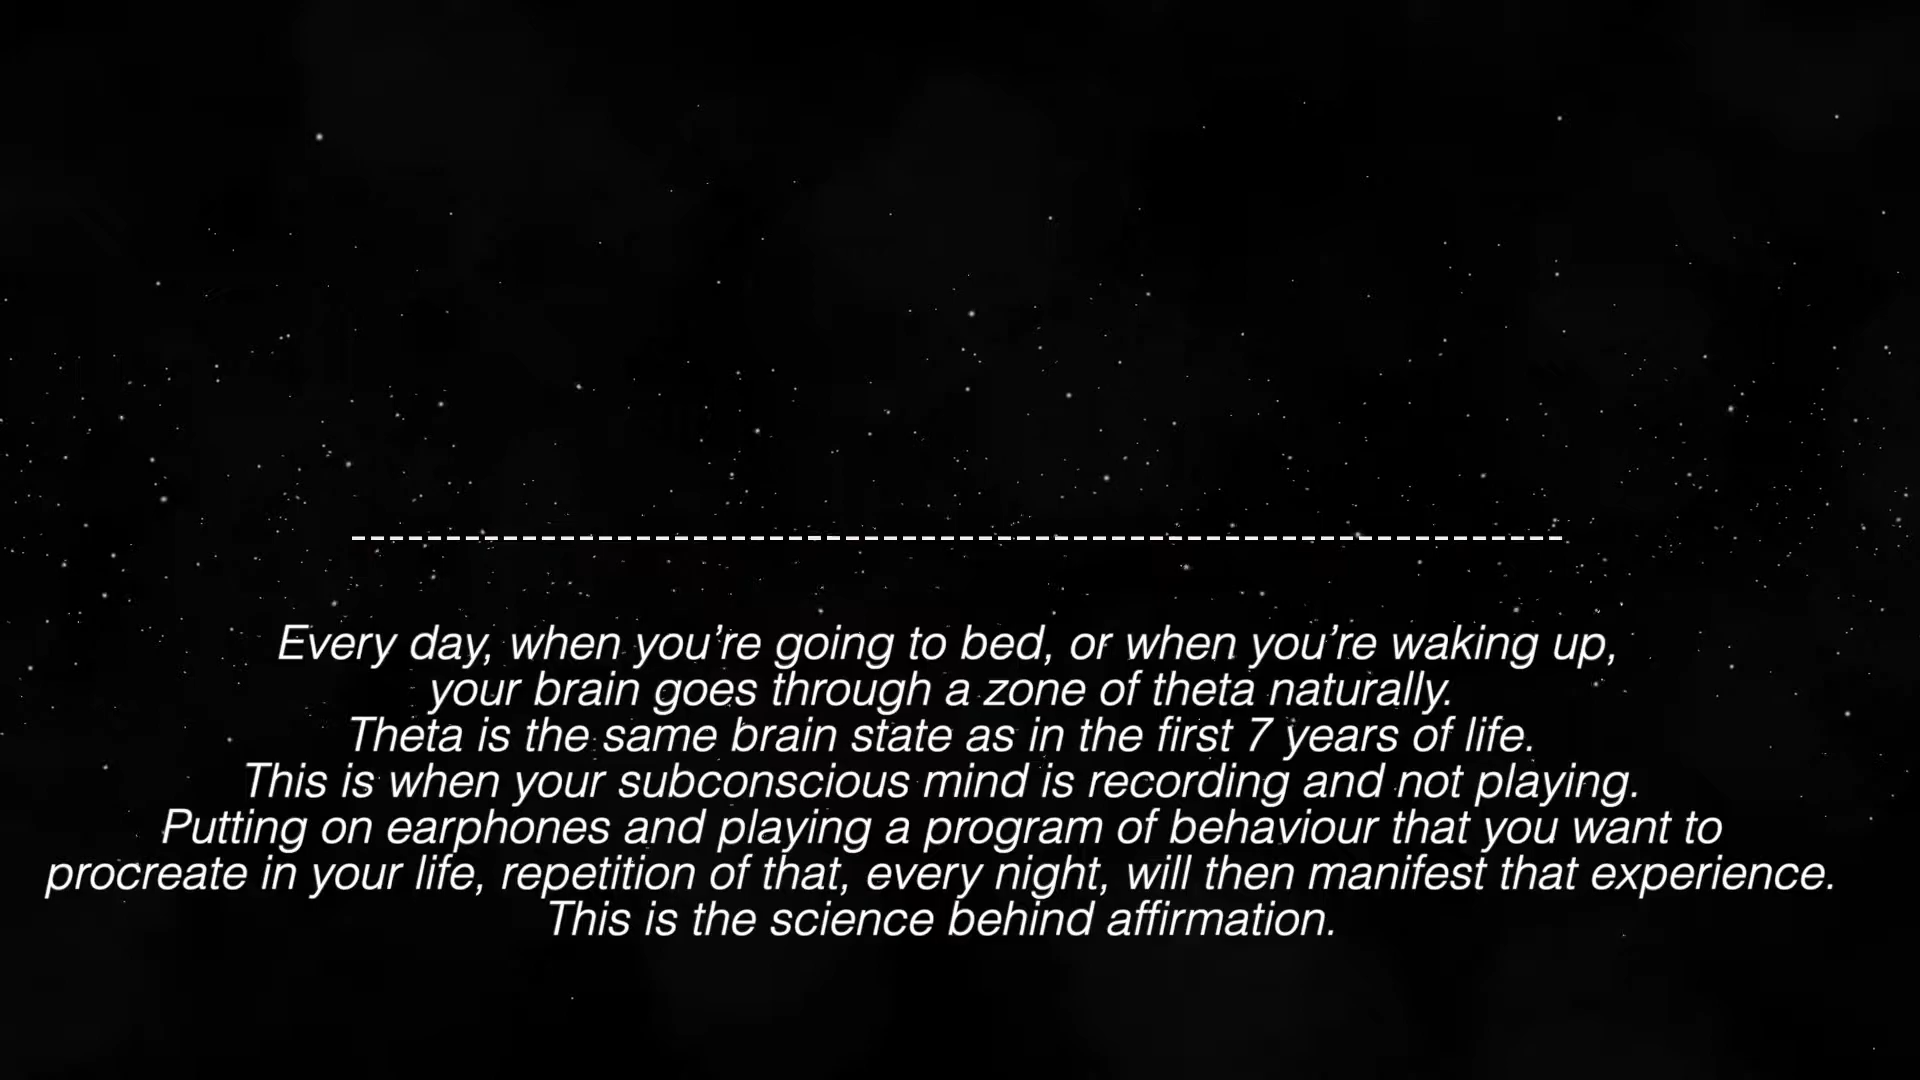 Every day, when you’re going to bed, or when you’re waking up,
your brain goes through a zone of theta naturally.
Theta is the same brain state as in the first 7 years of life.
This is when your subconscious mind is recording and not playing.
Putting on earphones and playing a program of behaviour that you want to
procreate in your life, repetition of that, every night, will then manifest that experience.
This is the science behind affirmation.